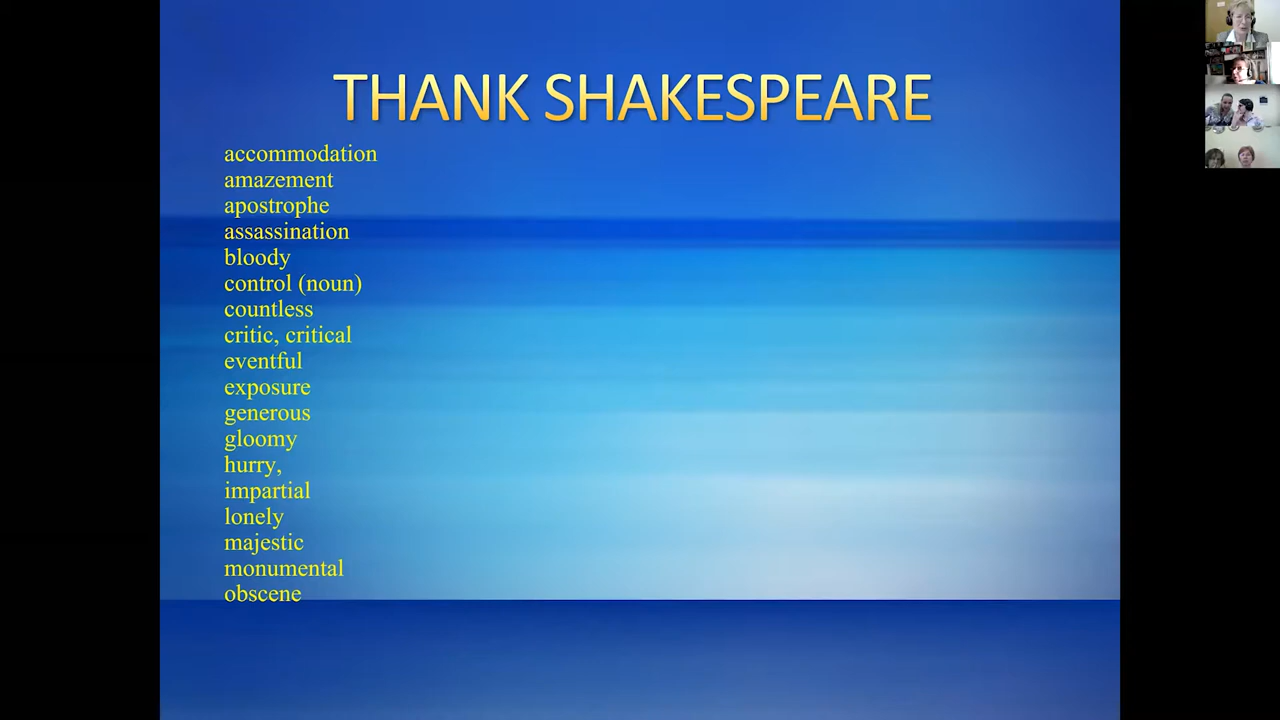 THANK SHAKESPEARE
accommodation
amazement
apostrophe
assassination
bloody
control (noun)
countless
critic, critical
eventful
exposure
generous
gloomy
hurry,
impartial
lonely
majestic
monumental
obscene